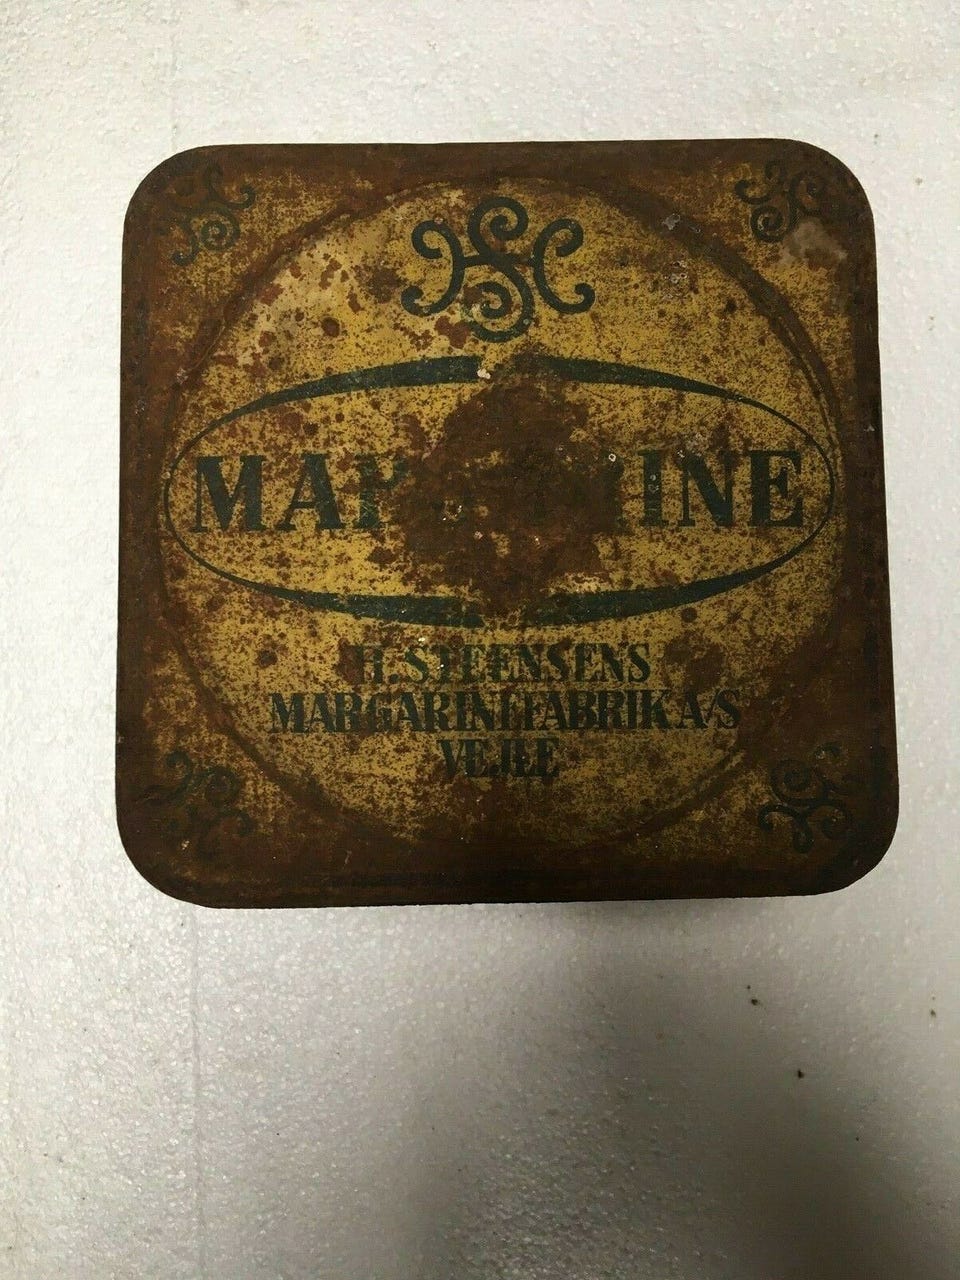 H. STEENSENS
MARGARINEFABRIK A/S
VEJLE